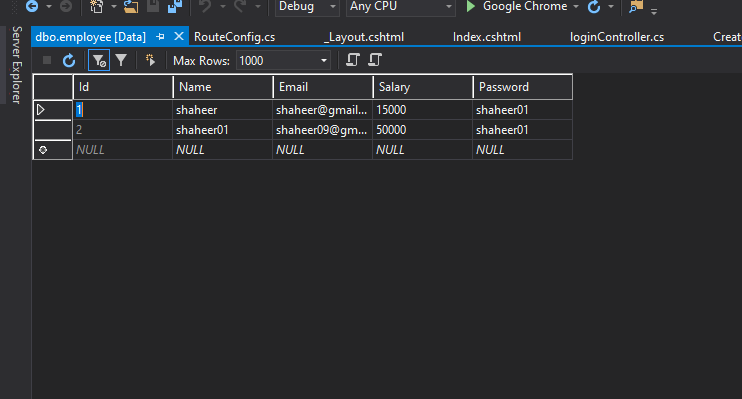 Debug Any CPU Google Chrome
Server Explorer
dbo.employee [Data] RouteConfig.cs _Layout.cshtml Index.cshtml loginController.cs Creat
Max Rows: 1000
Id Name Email Salary Password
1 shaheer shaheer@gmail... 15000 shaheer01
2 shaheer01 shaheer09@gm... 50000 shaheer01
NULL NULL NULL NULL NULL